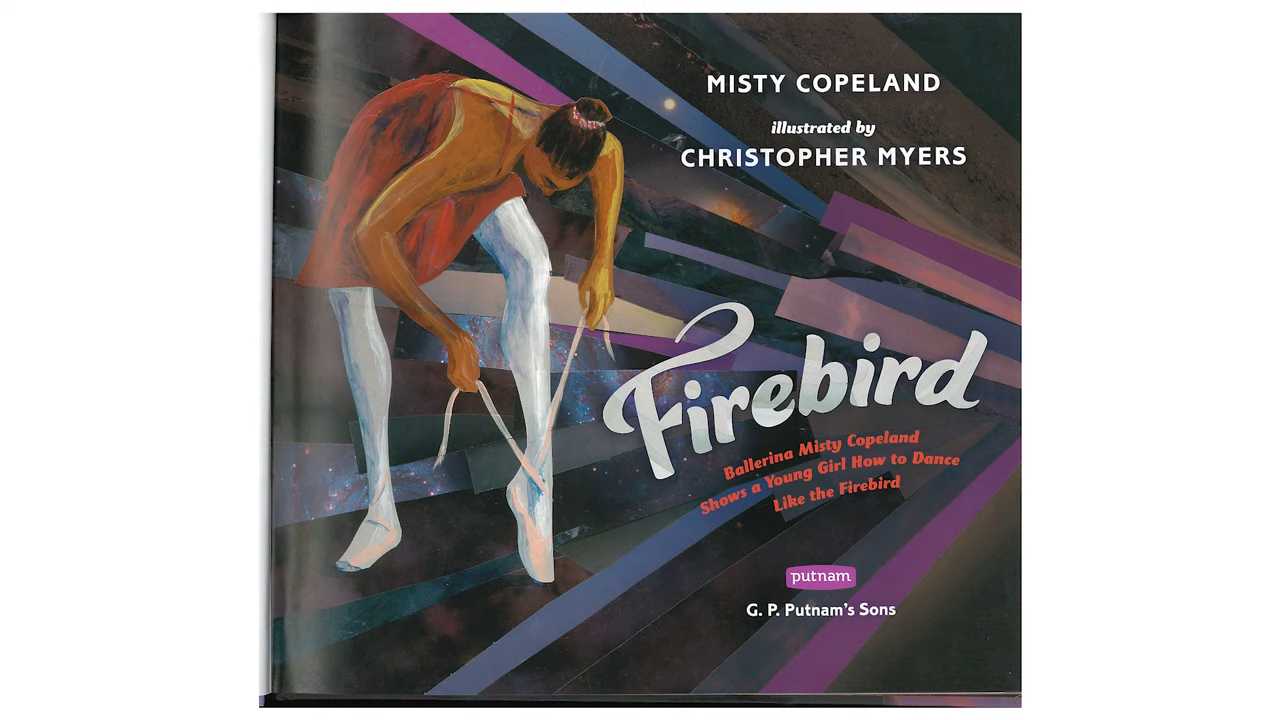 MISTY COPELAND
illustrated by
CHRISTOPHER MYERS
Firebird
Ballerina Misty Copeland
Shows a Young Girl How to Dance
Like the Firebird
putnam
G. P. Putnam's Sons